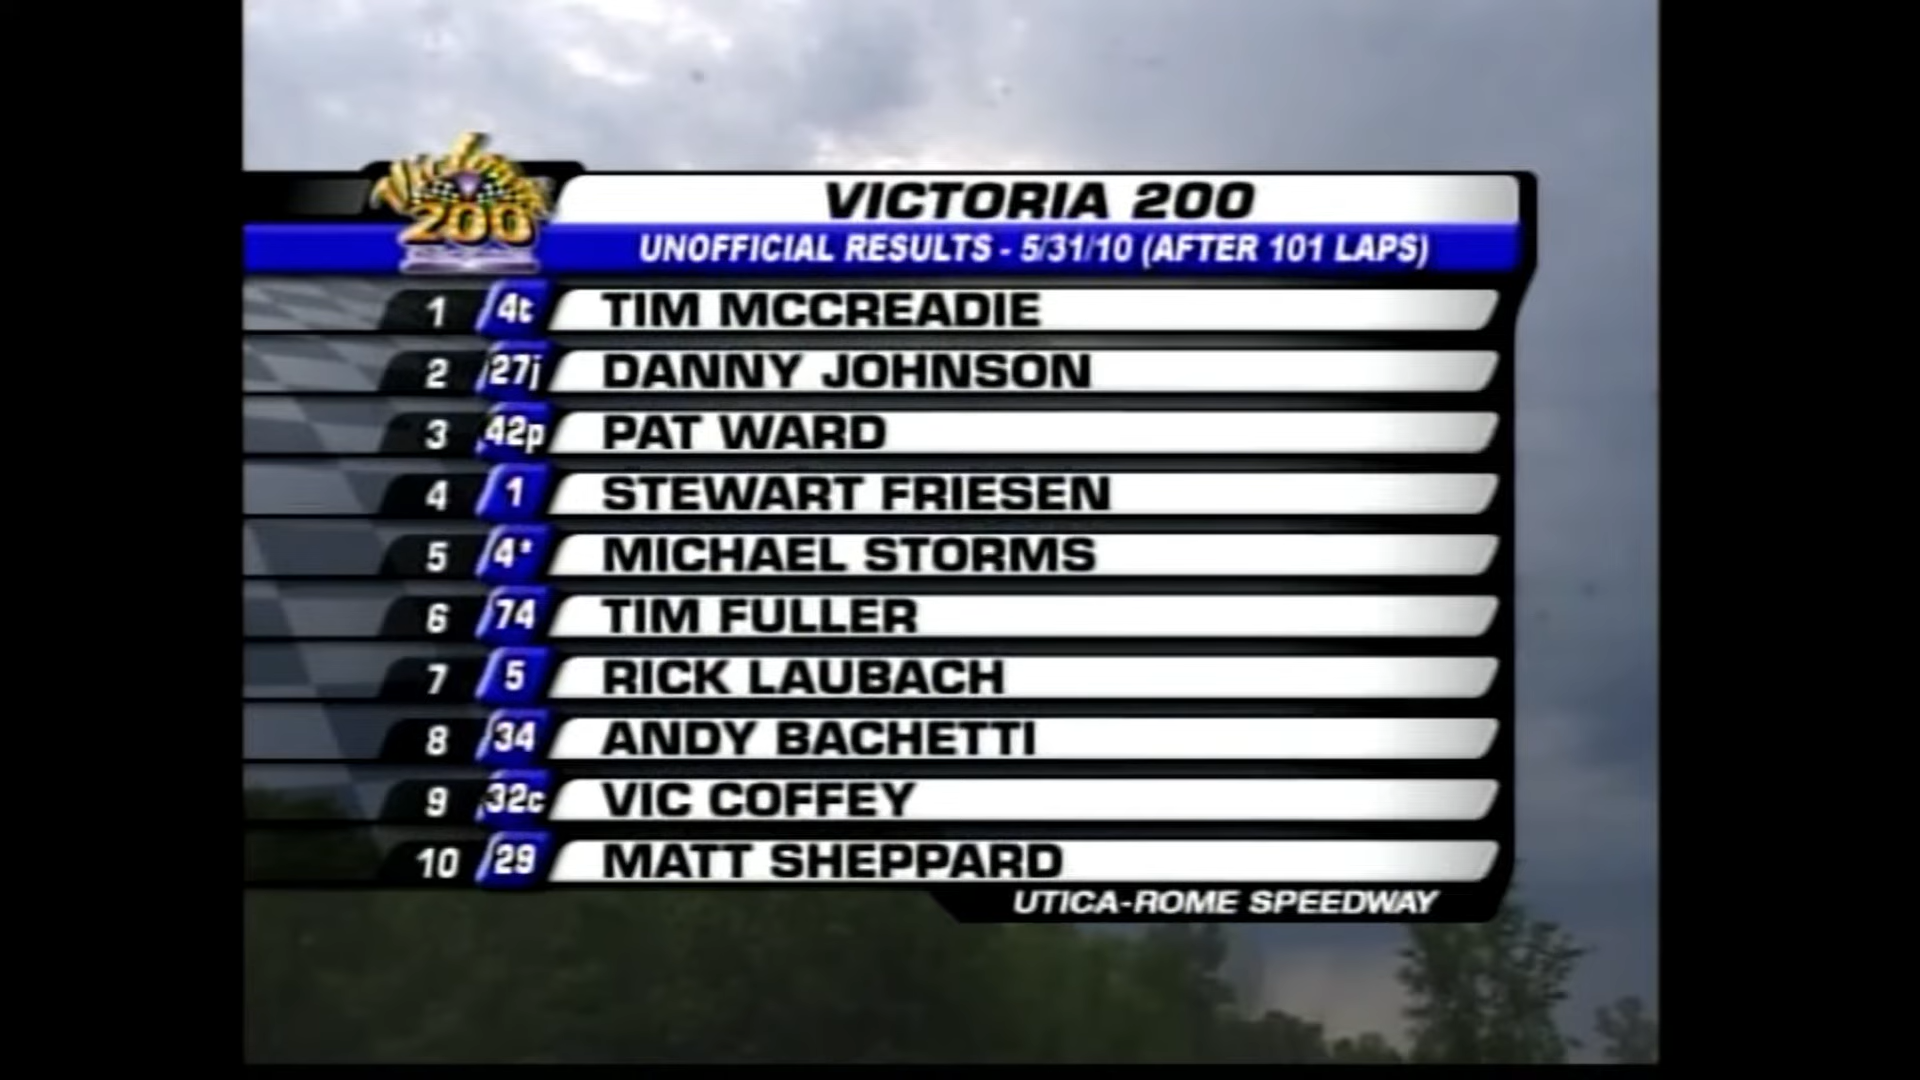 Victoria
200
VICTORIA 200
UNOFFICIAL RESULTS - 5/31/10 (AFTER 101 LAPS)
1 4t TIM MCCREADIE
2 27j DANNY JOHNSON
3 42p PAT WARD
4 1 STEWART FRIESEN
5 4* MICHAEL STORMS
6 74 TIM FULLER
7 5 RICK LAUBACH
8 34 ANDY BACHETTI
9 32c VIC COFFEY
10 29 MATT SHEPPARD
UTICA-ROME SPEEDWAY